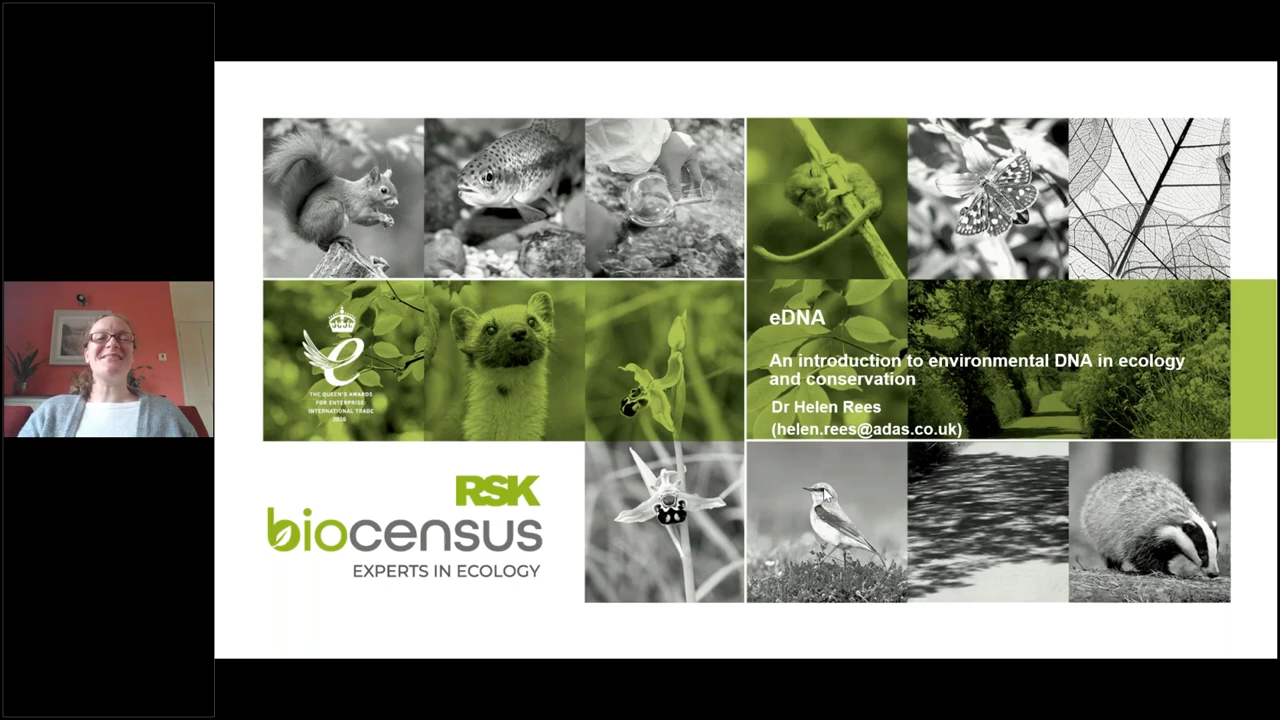 THE QUEEN'S AWARDS
FOR ENTERPRISE:
INTERNATIONAL TRADE
2016
eDNA
An introduction to environmental DNA in ecology
and conservation
Dr Helen Rees
(helen.rees@adas.co.uk)
RSK
biocensus
EXPERTS IN ECOLOGY